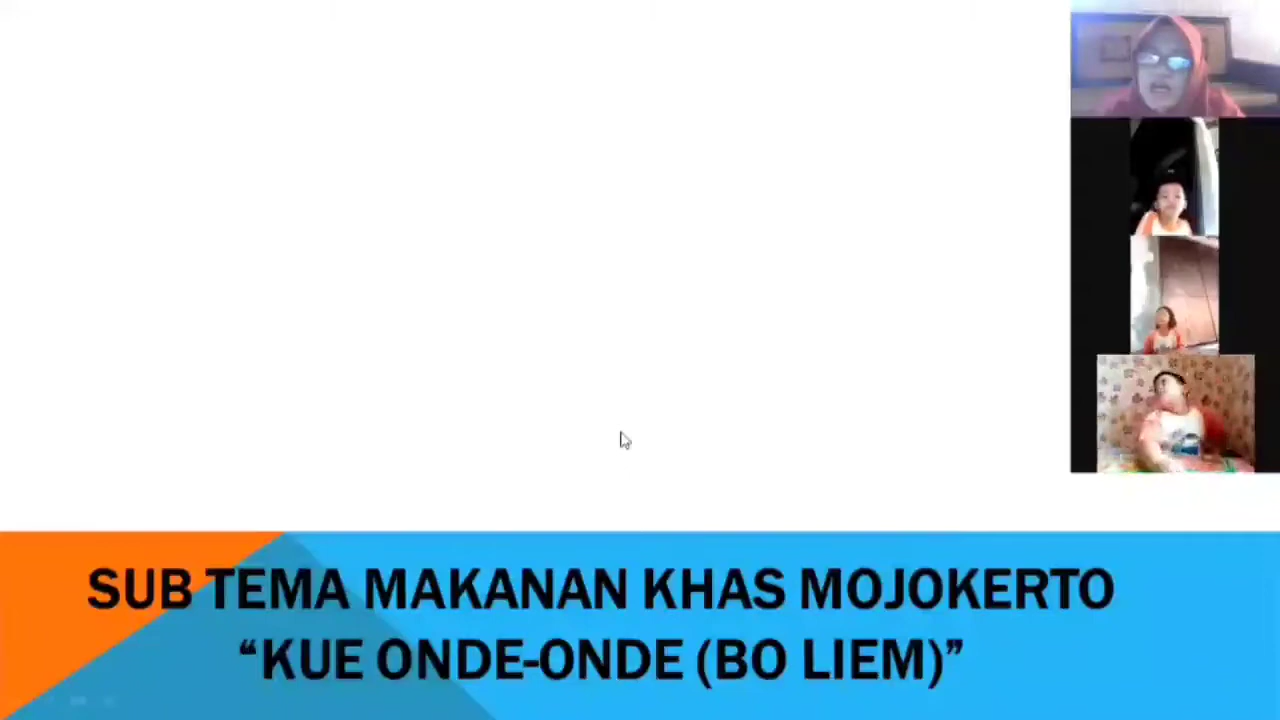 SUB TEMA MAKANAN KHAS MOJOKERTO
“KUE ONDE-ONDE (BO LIEM)”